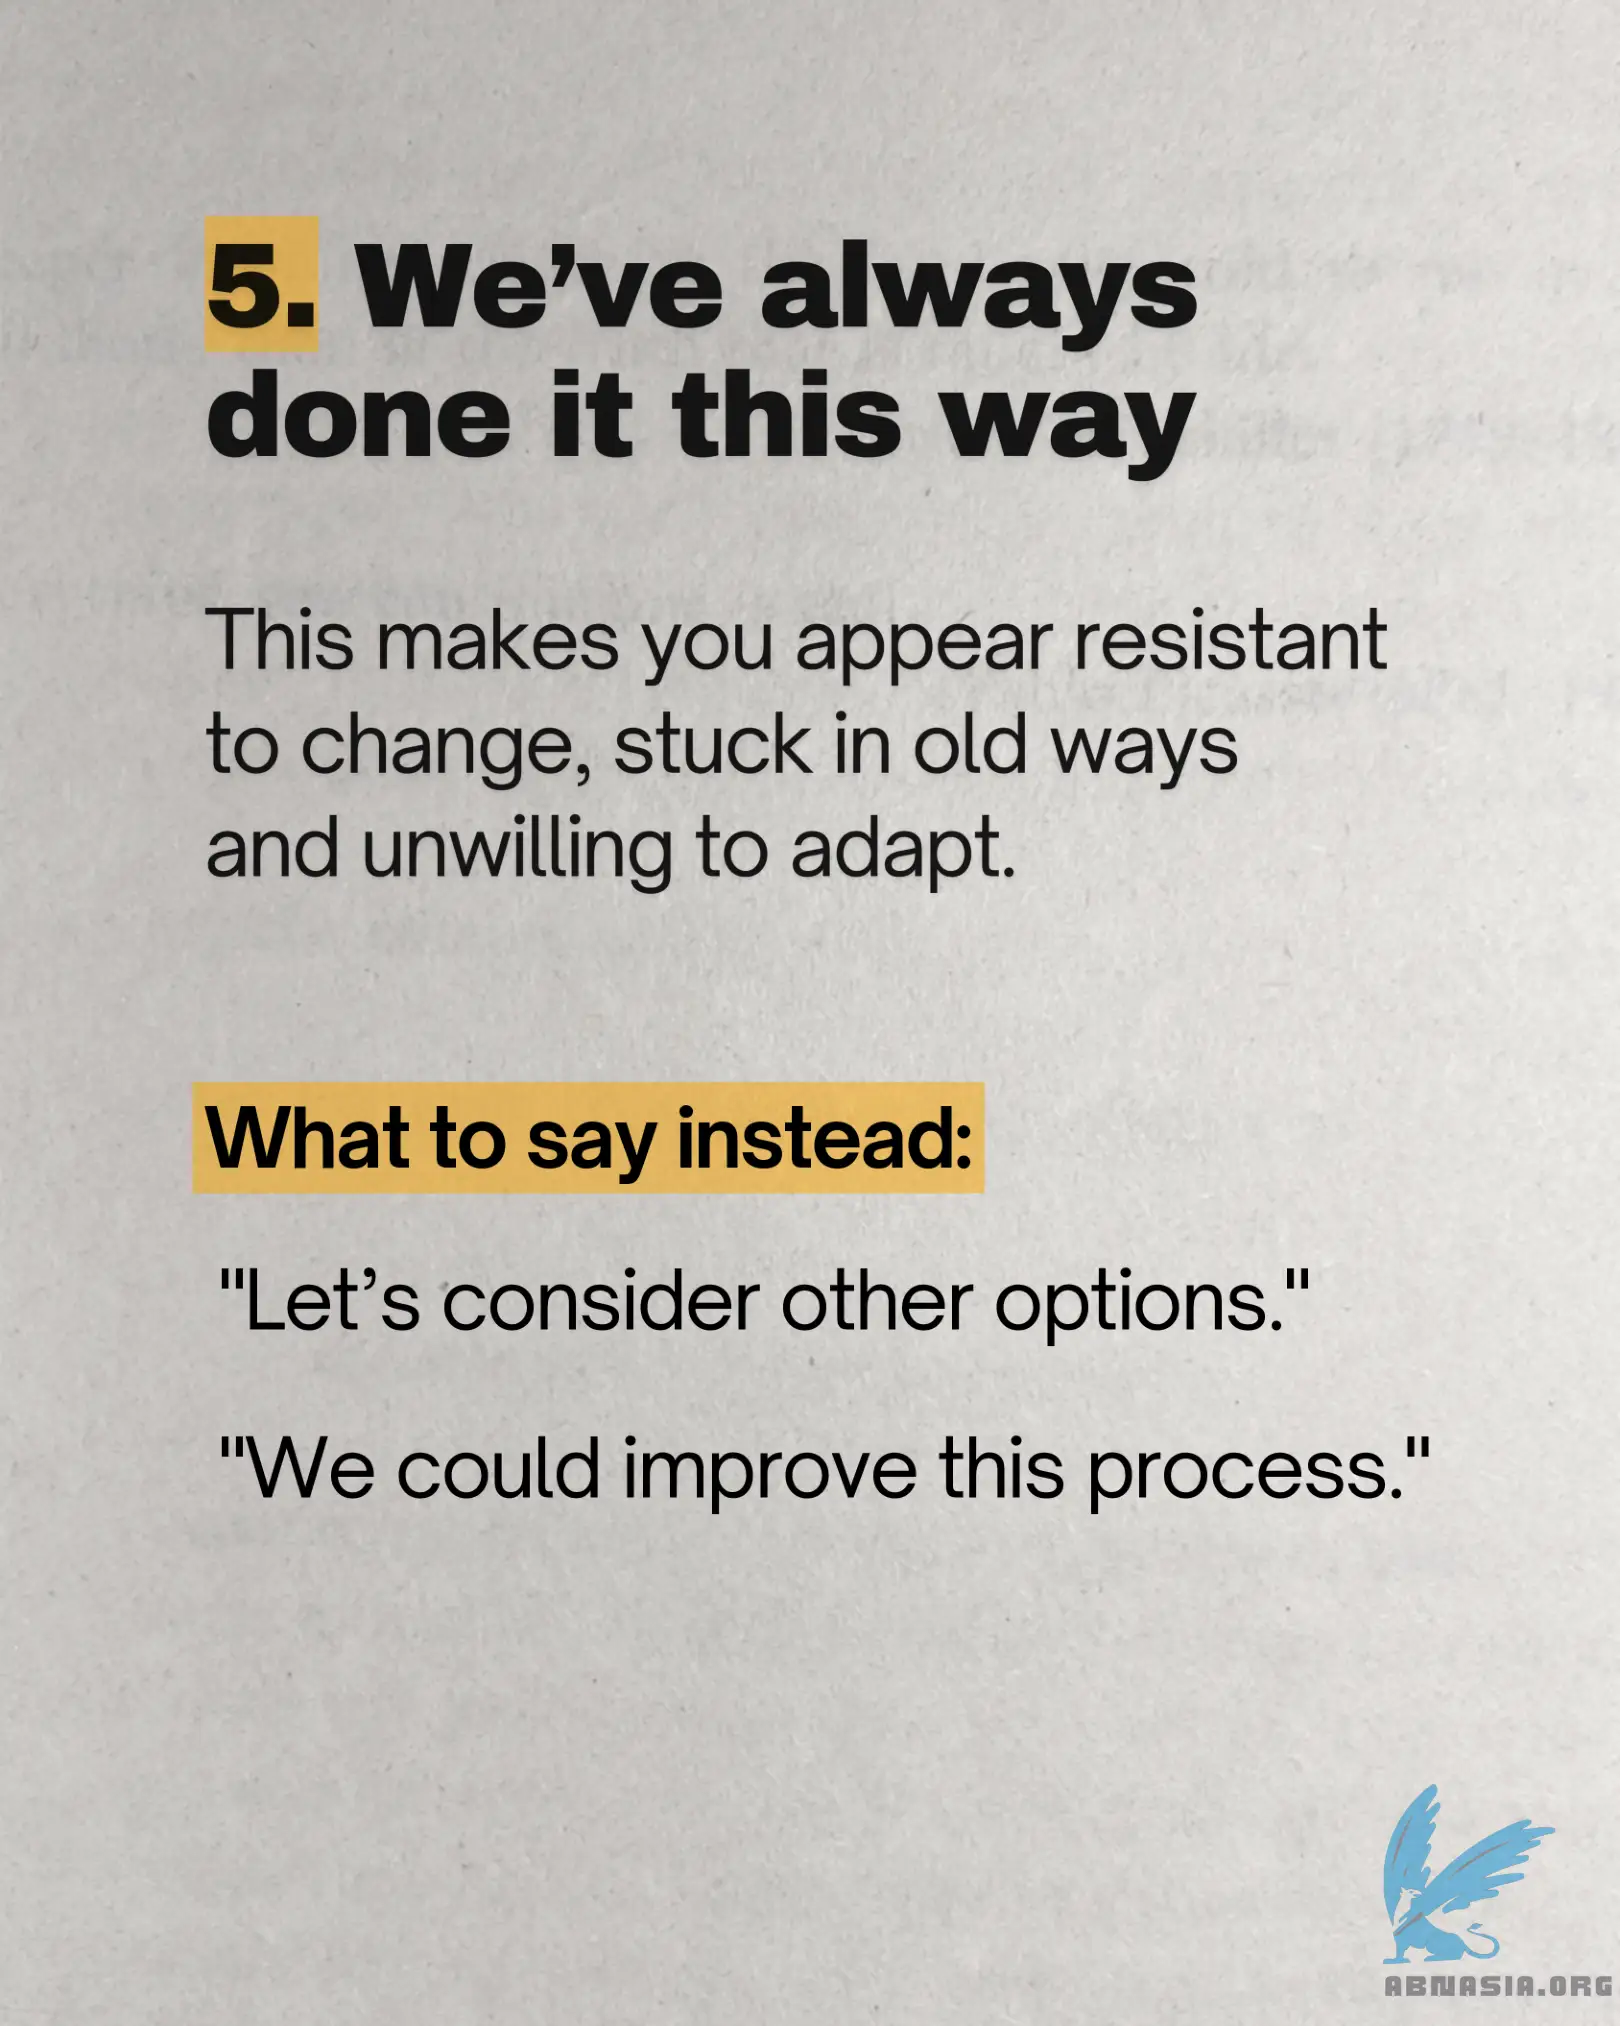 5. We’ve always
done it this way
This makes you appear resistant
to change, stuck in old ways
and unwilling to adapt.
What to say instead:
"Let’s consider other options."
"We could improve this process."
ABNASIA.ORG